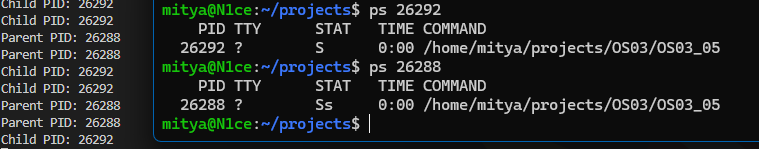 Child PID: 26292
Child PID: 26292
Parent PID: 26288
Parent PID: 26288
Child PID: 26292
Child PID: 26292
Parent PID: 26288
Parent PID: 26288
Child PID: 26292
mitya@N1ce:~/projects$ ps 26292
PID TTY STAT TIME COMMAND
26292 ? S 0:00 /home/mitya/projects/OS03/OS03_05
mitya@N1ce:~/projects$ ps 26288
PID TTY STAT TIME COMMAND
26288 ? Ss 0:00 /home/mitya/projects/OS03/OS03_05
mitya@N1ce:~/projects$